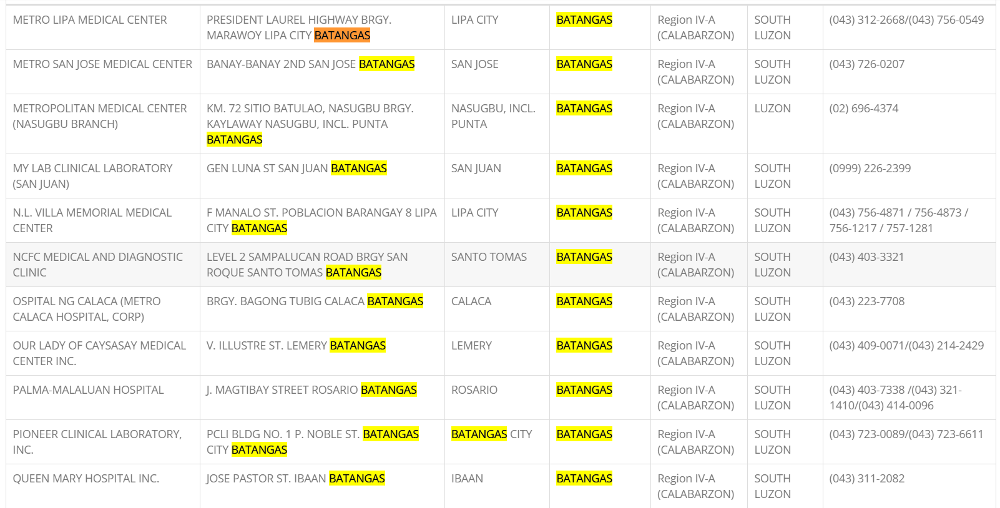 METRO LIPA MEDICAL CENTER PRESIDENT LAUREL HIGHWAY BRGY. LIPA CITY BATANGAS Region IV-A SOUTH (043) 312-2668/(043) 756-0549
MARAWOY LIPA CITY BATANGAS (CALABARZON) LUZON
METRO SAN JOSE MEDICAL CENTER BANAY-BANAY 2ND SAN JOSE BATANGAS SAN JOSE BATANGAS Region IV-A SOUTH (043) 726-0207
(CALABARZON) LUZON
METROPOLITAN MEDICAL CENTER KM. 72 SITIO BATULAO, NASUGBU BRGY. NASUGBU, INCL. BATANGAS Region IV-A LUZON (02) 696-4374
(NASUGBU BRANCH) KAYLAWAY NASUGBU, INCL. PUNTA PUNTA (CALABARZON)
BATANGAS
MY LAB CLINICAL LABORATORY GEN LUNA ST SAN JUAN BATANGAS SAN JUAN BATANGAS Region IV-A SOUTH (0999) 226-2399
(SAN JUAN) (CALABARZON) LUZON
N.L. VILLA MEMORIAL MEDICAL F MANALO ST. POBLACION BARANGAY 8 LIPA LIPA CITY BATANGAS Region IV-A SOUTH (043) 756-4871 / 756-4873 /
CENTER CITY BATANGAS (CALABARZON) LUZON 756-1217 / 757-1281
NCFC MEDICAL AND DIAGNOSTIC LEVEL 2 SAMPALUCAN ROAD BRGY SAN SANTO TOMAS BATANGAS Region IV-A SOUTH (043) 403-3321
CLINIC ROQUE SANTO TOMAS BATANGAS (CALABARZON) LUZON
OSPITAL NG CALACA (METRO BRGY. BAGONG TUBIG CALACA BATANGAS CALACA BATANGAS Region IV-A SOUTH (043) 223-7708
CALACA HOSPITAL, CORP) (CALABARZON) LUZON
OUR LADY OF CAYSASAY MEDICAL V. ILLUSTRE ST. LEMERY BATANGAS LEMERY BATANGAS Region IV-A SOUTH (043) 409-0071/(043) 214-2429
CENTER INC. (CALABARZON) LUZON
PALMA-MALALUAN HOSPITAL J. MAGTIBAY STREET ROSARIO BATANGAS ROSARIO BATANGAS Region IV-A SOUTH (043) 403-7338 /(043) 321-
(CALABARZON) LUZON 1410/(043) 414-0096
PIONEER CLINICAL LABORATORY, PCLI BLDG NO. 1 P. NOBLE ST. BATANGAS BATANGAS CITY BATANGAS Region IV-A SOUTH (043) 723-0089/(043) 723-6611
INC. CITY BATANGAS (CALABARZON) LUZON
QUEEN MARY HOSPITAL INC. JOSE PASTOR ST. IBAAN BATANGAS IBAAN BATANGAS Region IV-A SOUTH (043) 311-2082
(CALABARZON) LUZON